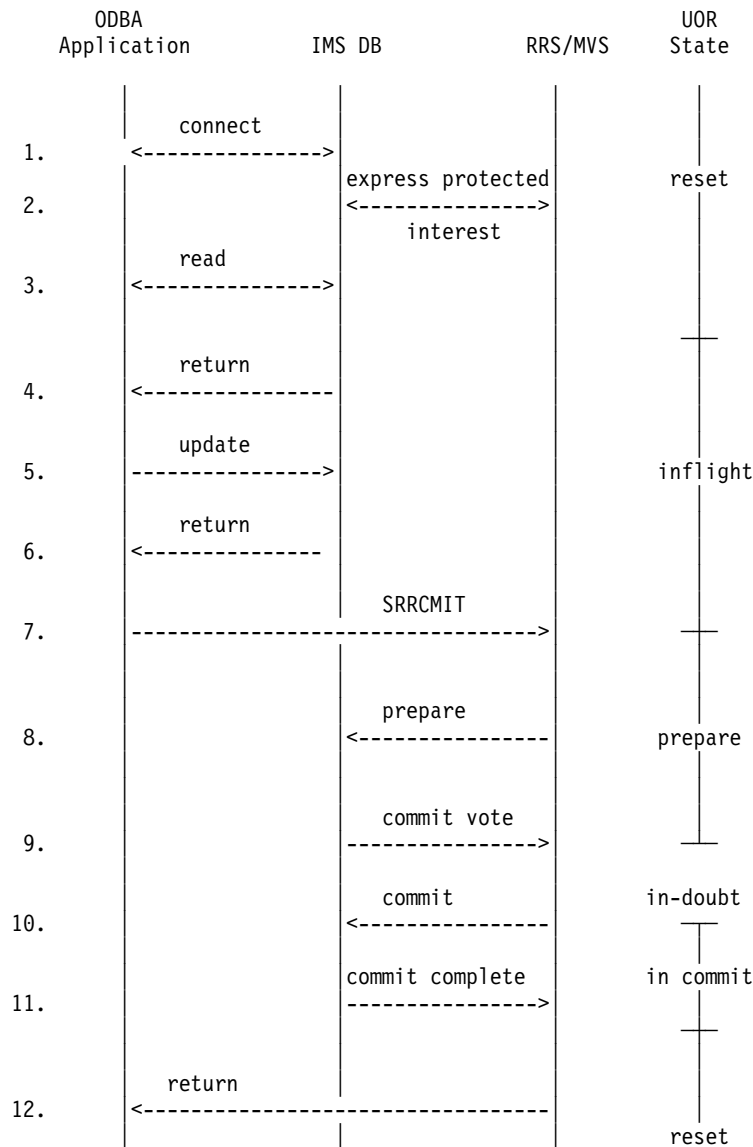 ODBA UOR
Application IMS DB RRS/MVS State
connect
1.
express protected reset
2.
interest
read
3.
return
4.
update
5. inflight
return
6.
SRRCMIT
7.
prepare
8. prepare
commit vote
9.
commit in-doubt
10.
commit complete in commit
11.
return
12.
reset